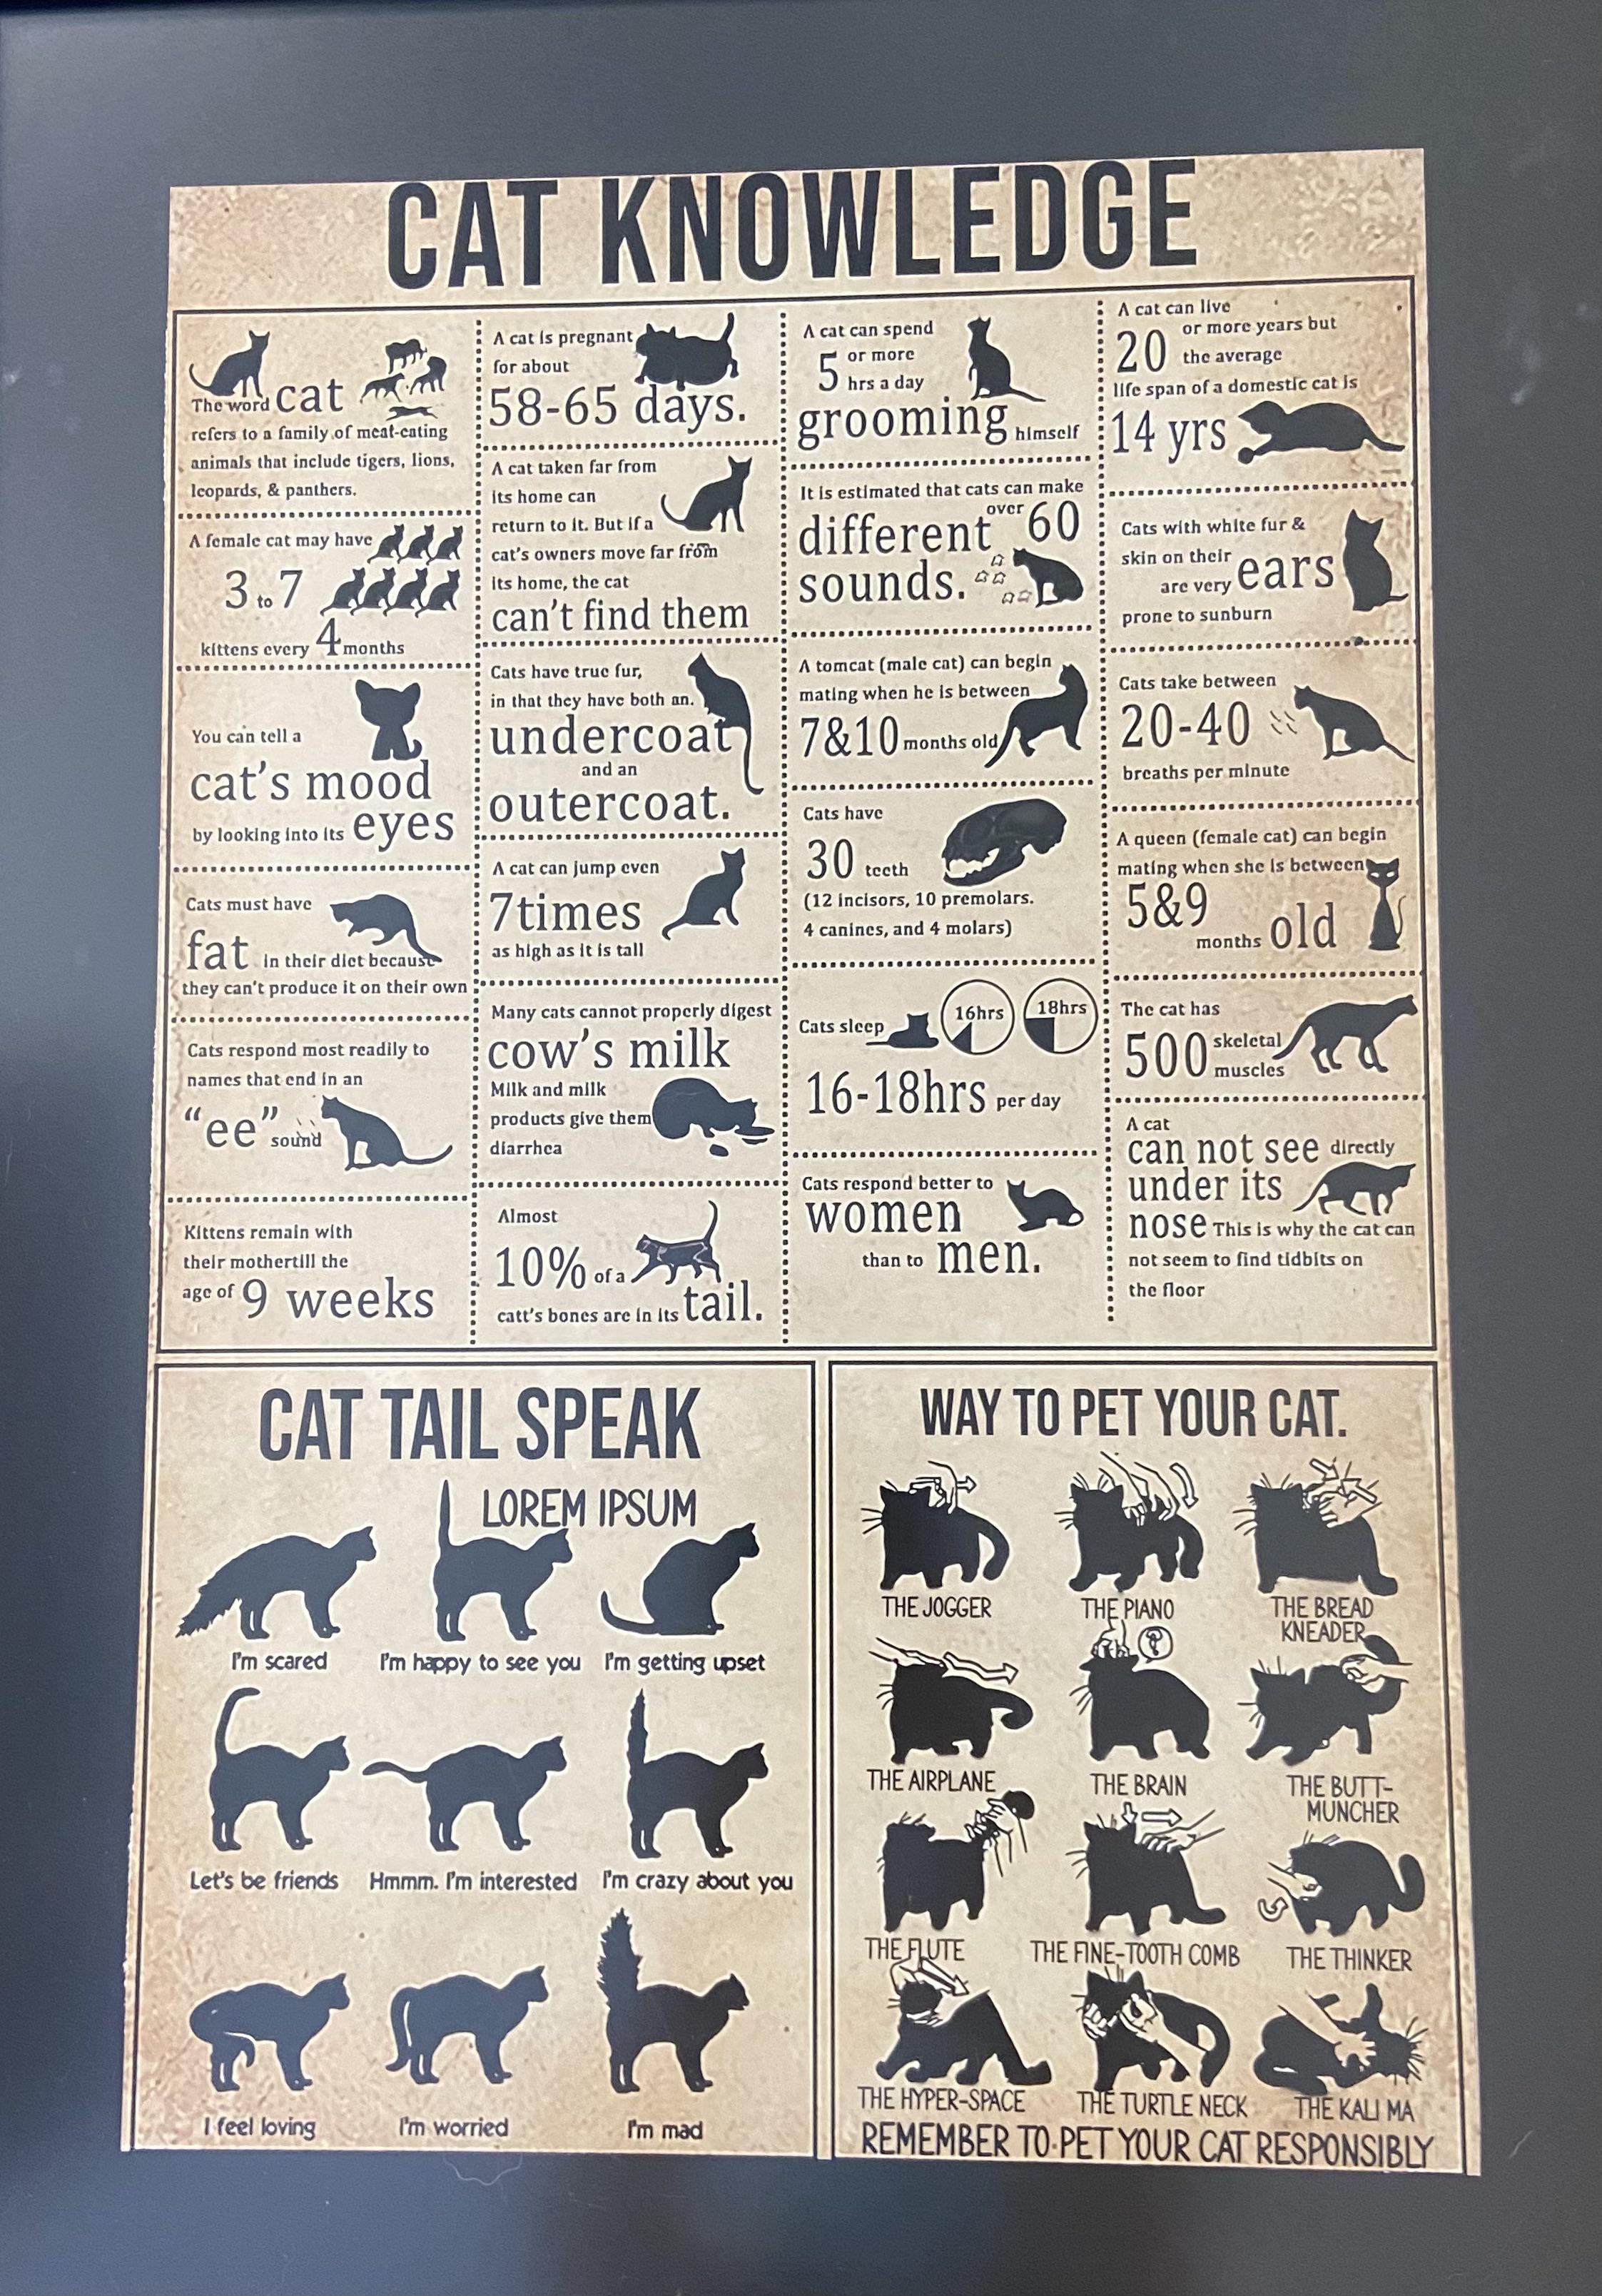 CAT KNOWLEDGE
The word cat
refers to a family of meat-eating
animals that include tigers, lions,
leopards, & panthers.
A female cat may have
3 to 7
kittens every 4 months
You can tell a
cat's mood
by looking into its eyes
Cats must have
fat in their diet because
they can't produce it on their own
Cats respond most readily to
names that end in an
"ee" sound
Kittens remain with
their mothertill the
age of 9 weeks
A cat is pregnant
for about
58-65 days.
A cat taken far from
its home can
return to it. But if a
cat's owners move far from
its home, the cat
can't find them
Cats have true fur,
in that they have both an.
undercoat
and an
outercoat.
A cat can jump even
7times
as high as it is tall
Many cats cannot properly digest
cow's milk
Milk and milk
products give them
diarrhea
Almost
10% of a
catt's bones are in its tail.
A cat can spend
5 or more
hrs a day
grooming himself
It is estimated that cats can make
over 60
different
sounds.
A tomcat (male cat) can begin
mating when he is between
7&10 months old
Cats have
30 teeth
(12 incisors, 10 premolars.
4 canines, and 4 molars)
Cats sleep 16hrs 18hrs
16-18hrs per day
Cats respond better to
women
than to men.
A cat can live
20 or more years but
the average
life span of a domestic cat is
14 yrs
Cats with white fur &
skin on their
ears
are very
prone to sunburn
Cats take between
20-40
breaths per minute
A queen (female cat) can begin
mating when she is between
5&9
months old
The cat has
500 skeletal
muscles
A cat
can not see directly
under its
nose This is why the cat can
not seem to find tidbits on
the floor
CAT TAIL SPEAK
LOREM IPSUM
I'm scared I'm happy to see you I'm getting upset
Let's be friends Hmmm. I'm interested I'm crazy about you
I feel loving I'm worried I'm mad
WAY TO PET YOUR CAT.
THE JOGGER THE PIANO THE BREAD
KNEADER
THE AIRPLANE THE BRAIN THE BUTT-
MUNCHER
THE FLUTE THE FINE-TOOTH COMB THE THINKER
THE HYPER-SPACE THE TURTLE NECK THE KALI MA
REMEMBER TO PET YOUR CAT RESPONSIBLY